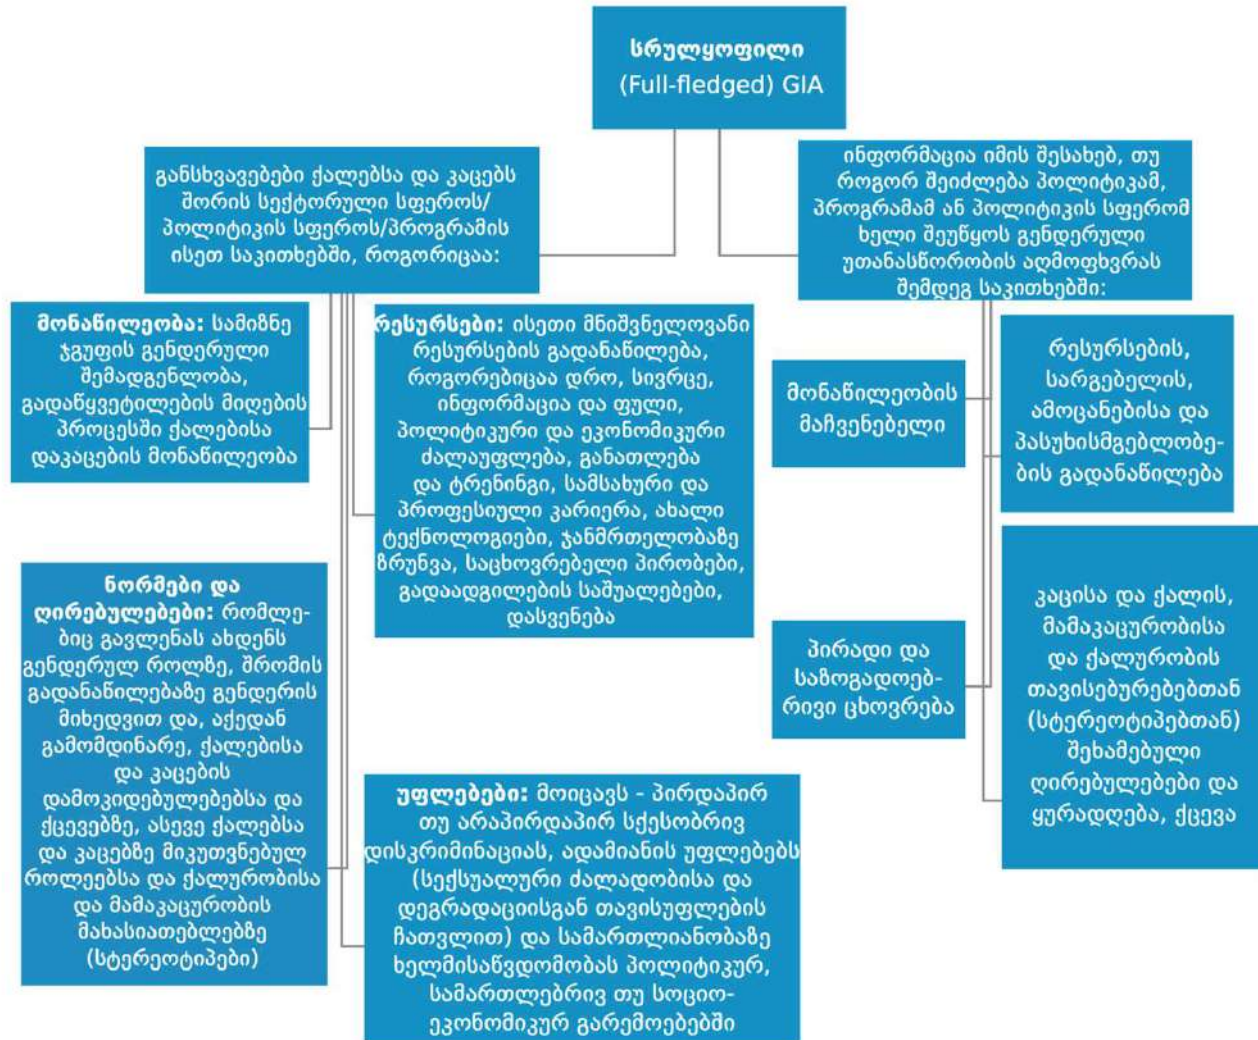 სრულყოფილი
(Full-fledged) GIA
განსხვავებები ქალებსა და კაცებს
შორის სექტორული სფეროს/
პოლიტიკის სფეროს/პროგრამის
ისეთ საკითხებში, როგორიცაა:
მონაწილეობა: სამიზნე
ჯგუფის გენდერული
შემადგენლობა,
გადაწყვეტილების მიღების
პროცესში ქალებისა
დაკაცების მონაწილეობა
რესურსები: ისეთი მნიშვნელოვანი
რესურსების გადანაწილება,
როგორებიცაა დრო, სივრცე,
ინფორმაცია და ფული,
პოლიტიკური და ეკონომიკური
ძალაუფლება, განათლება
და ტრენინგი, სამსახური და
პროფესიული კარიერა, ახალი
ტექნოლოგიები, ჯანმრთელობაზე
ზრუნვა, საცხოვრებელი პირობები,
გადაადგილების საშუალებები,
დასვენება
ნორმები და
ღირებულებები: რომლე-
ბიც გავლენას ახდენს
გენდერულ როლზე, შრომის
გადანაწილებაზე გენდერის
მიხედვით და, აქედან
გამომდინარე, ქალებისა
და კაცების
დამოკიდებულებებსა და
ქცევებზე, ასევე ქალებსა
და კაცებზე მიკუთვნებულ
როლეებსა და ქალურობისა
და მამაკაცურობის
მახასიათებლებზე
(სტერეოტიპები)
უფლებები: მოიცავს - პირდაპირ
თუ არაპირდაპირ სქესობრივ
დისკრიმინაციას, ადამიანის უფლებებს
(სექსუალური ძალადობისა და
დეგრადაციისგან თავისუფლების
ჩათვლით) და სამართლიანობაზე
ხელმისაწვდომობას პოლიტიკურ,
სამართლებრივ თუ სოციო-
ეკონომიკურ გარემოებებში
ინფორმაცია იმის შესახებ, თუ
როგორ შეიძლება პოლიტიკამ,
პროგრამამ ან პოლიტიკის სფერომ
ხელი შეუწყოს გენდერული
უთანასწორობის აღმოფხვრას
შემდეგ საკითხებში:
მონაწილეობის
მაჩვენებელი
რესურსების,
სარგებელის,
ამოცანებისა და
პასუხისმგებლობე-
ბის გადანაწილება
პირადი და
საზოგადოებ-
რივი ცხოვრება
კაცისა და ქალის,
მამაკაცურობისა
და ქალურობის
თავისებურებებთან
(სტერეოტიპებთან)
შეხამებული
ღირებულებები და
ყურადღება, ქცევა